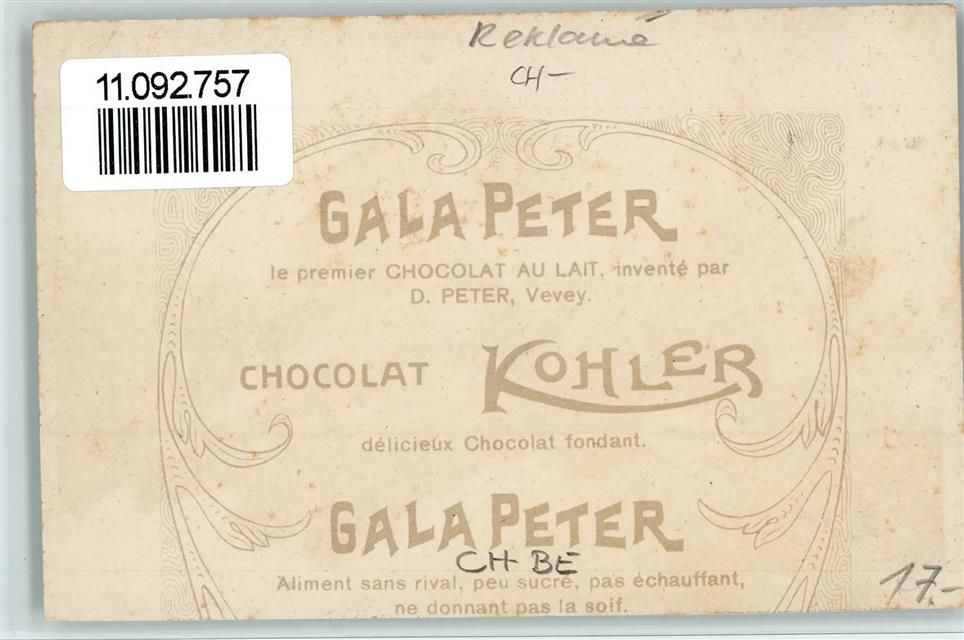 Reklame
CH-
11.092.757
GALA PETER
le premier CHOCOLAT AU LAIT, inventé par
D. PETER, Vevey.
CHOCOLAT KOHLER
délicieux Chocolat fondant.
GALA PETER
CH-BE
Aliment sans rival, peu sucré, pas échauffant,
ne donnant pas la soif.
17.-